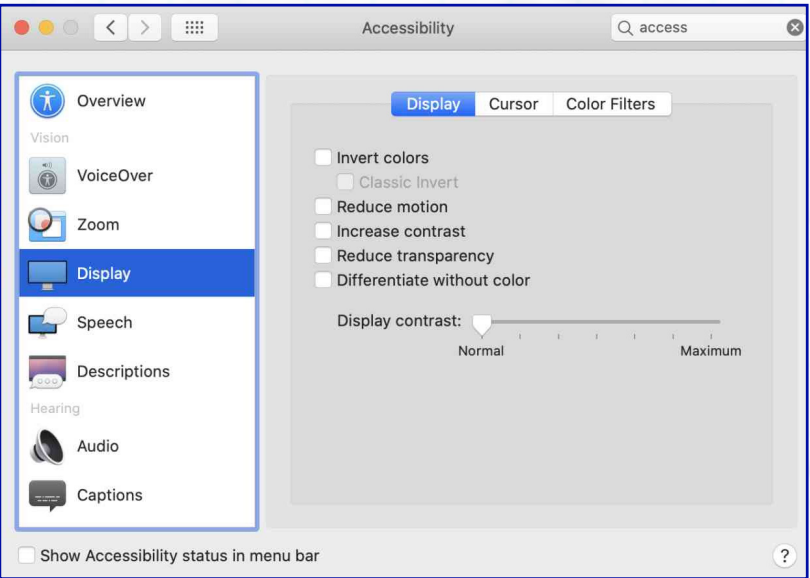 Accessibility
access
Overview
Vision
VoiceOver
Zoom
Display
Speech
Descriptions
Hearing
Audio
Captions
Display Cursor Color Filters
Invert colors
Classic Invert
Reduce motion
Increase contrast
Reduce transparency
Differentiate without color
Display contrast:
Normal Maximum
Show Accessibility status in menu bar
?